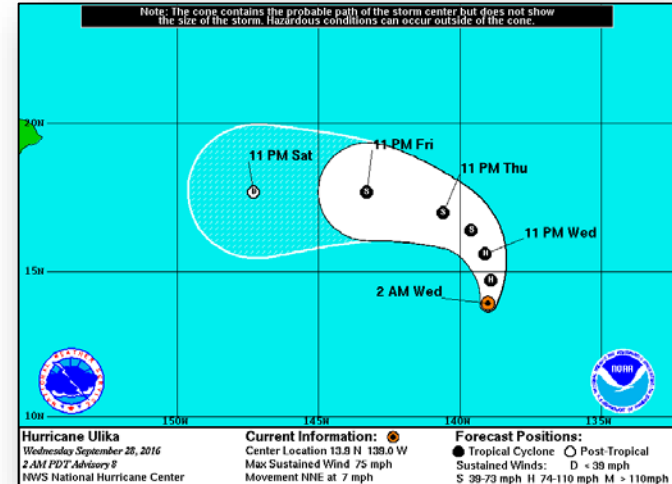 Note: The cone contains the probable path of the storm center but does not show
the size of the storm. Hazardous conditions can occur outside of the cone.
20N
11 PM Sat
11 PM Fri
11 PM Thu
S
S
D
S
11 PM Wed
H
15N
H
2 AM Wed
NOAA
10N
150W
145W
140W
135W
Hurricane Ulika
Wednesday September 28, 2016
2 AM PDT Advisory 8
NWS National Hurricane Center
Current Information:
Center Location 13.9 N 139.0 W
Max Sustained Wind 75 mph
Movement NNE at 7 mph
Forecast Positions:
Tropical Cyclone Post-Tropical
Sustained Winds: D < 39 mph
S 39-73 mph H 74-110 mph M > 110mph